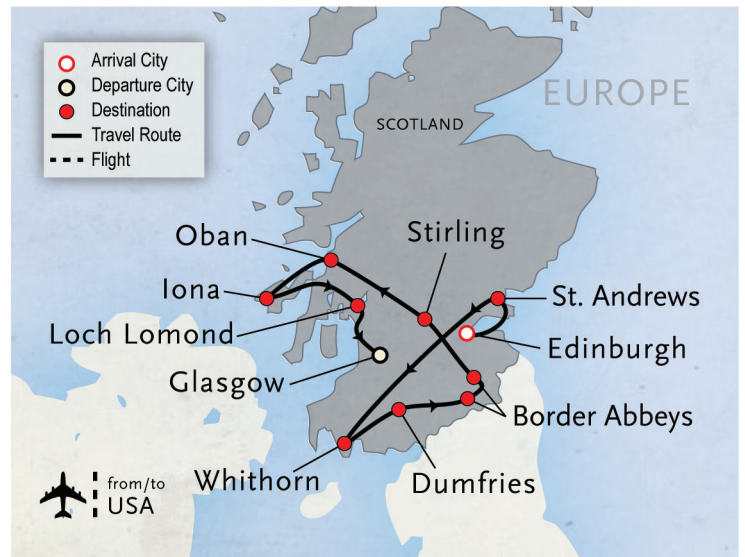 Arrival City
Departure City
Destination
Travel Route
Flight
EUROPE
SCOTLAND
Oban
Stirling
Iona
St. Andrews
Loch Lomond
Edinburgh
Glasgow
Border Abbeys
Whithorn
Dumfries
from/to
USA